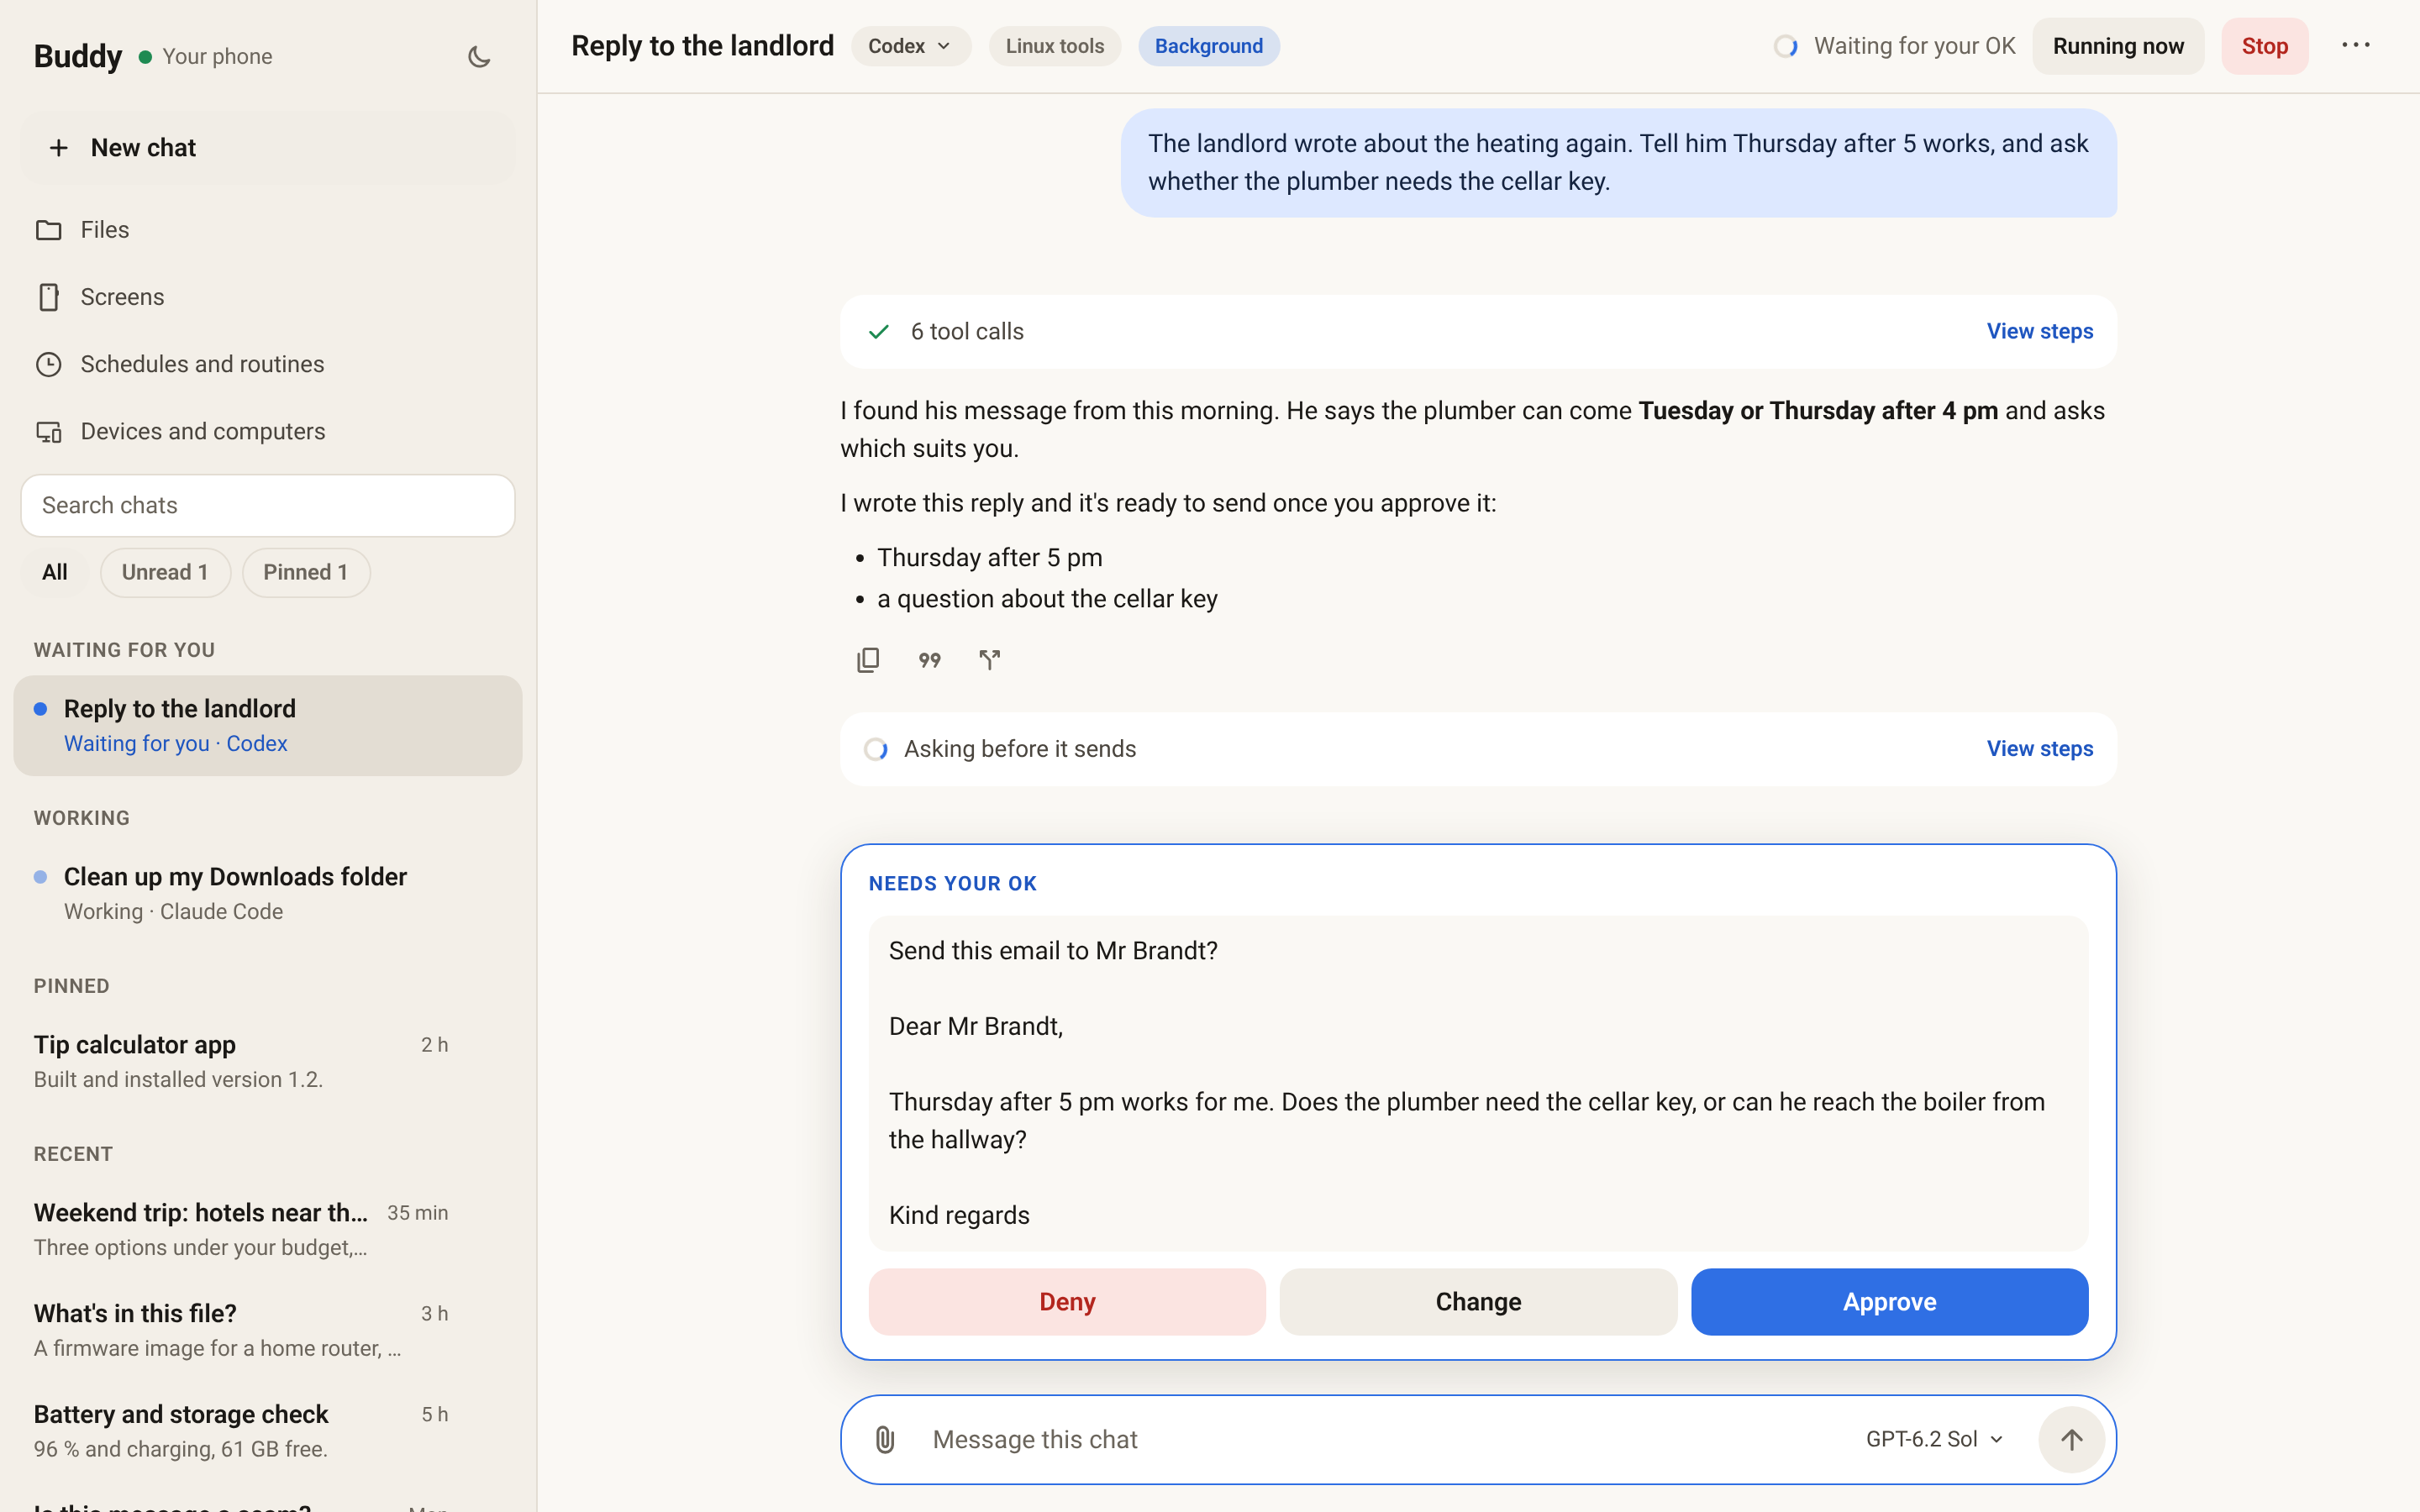 Buddy
Your phone
New chat
Files
Screens
Schedules and routines
Devices and computers
Search chats
All
Unread 1
Pinned 1
WAITING FOR YOU
Reply to the landlord
Waiting for you · Codex
WORKING
Clean up my Downloads folder
Working · Claude Code
PINNED
Tip calculator app
2 h
Built and installed version 1.2.
RECENT
Weekend trip: hotels near th...
35 min
Three options under your budget,...
What's in this file?
3 h
A firmware image for a home router, ...
Battery and storage check
5 h
96 % and charging, 61 GB free.
Reply to the landlord
Codex
Linux tools
Background
Waiting for your OK
Running now
Stop
The landlord wrote about the heating again. Tell him Thursday after 5 works, and ask
whether the plumber needs the cellar key.
6 tool calls
View steps
I found his message from this morning. He says the plumber can come Tuesday or Thursday after 4 pm and asks
which suits you.
I wrote this reply and it's ready to send once you approve it:
• Thursday after 5 pm
• a question about the cellar key
Asking before it sends
View steps
NEEDS YOUR OK
Send this email to Mr Brandt?
Dear Mr Brandt,
Thursday after 5 pm works for me. Does the plumber need the cellar key, or can he reach the boiler from
the hallway?
Kind regards
Deny
Change
Approve
Message this chat
GPT-6.2 Sol